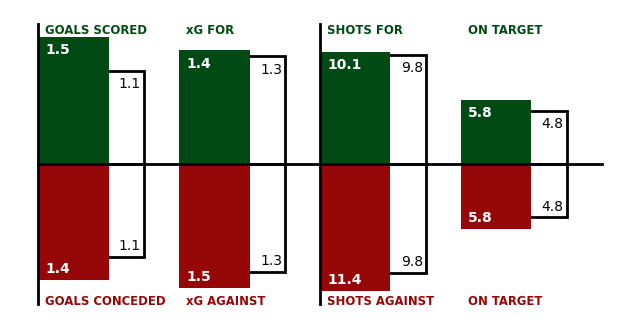 GOALS SCORED xG FOR SHOTS FOR ON TARGET
1.5 1.1 1.4 1.3 10.1 9.8 5.8 4.8
1.4 1.1 1.5 1.3 11.4 9.8 5.8 4.8
GOALS CONCEDED xG AGAINST SHOTS AGAINST ON TARGET